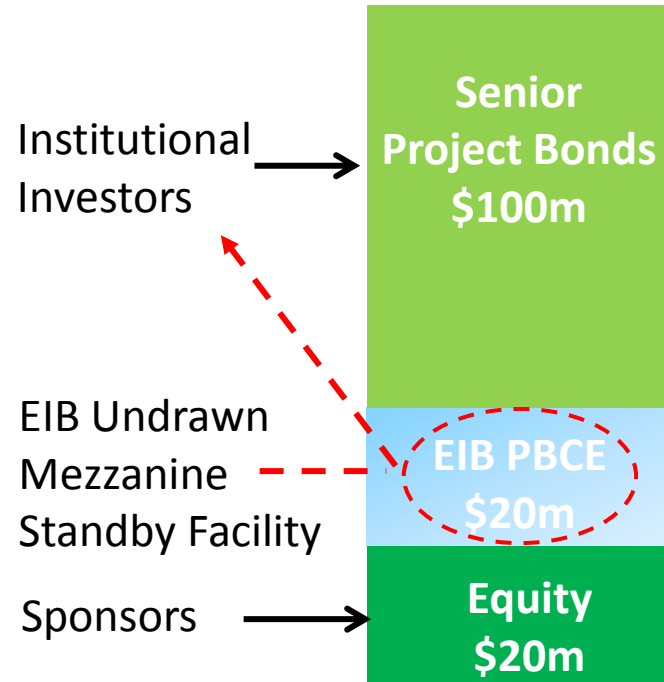 Senior
Project Bonds
$100m
Institutional
Investors
EIB Undrawn
Mezzanine
Standby Facility
EIB PBCE
$20m
Sponsors
Equity
$20m